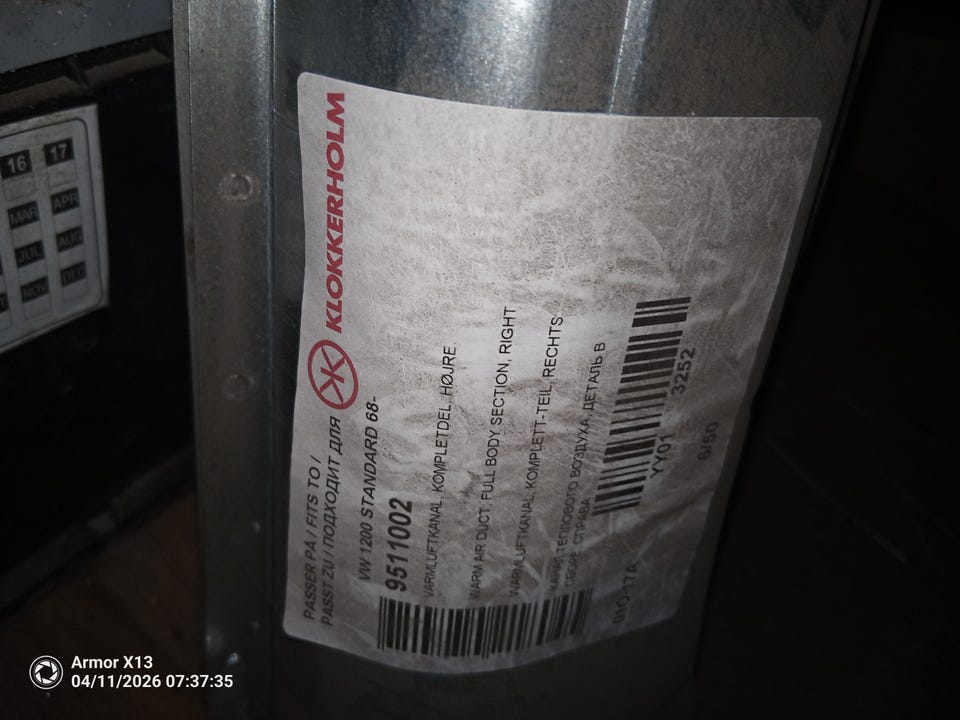 KLOKKERHOLM
PASSER PÅ / FITS TO /
PASST ZU / ПОДХОДИТ ДЛЯ
VW 1200 STANDARD 68-
9511002
VARMLUFTKANAL, KOMPLETDEL, HØJRE
WARM AIR DUCT, FULL BODY SECTION, RIGHT
WARMLUFTKANAL, KOMPLETT-TEIL, RECHTS
КАНАЛ ТЕПЛОВОГО ВОЗДУХА, ДЕТАЛЬ В
СБОРЕ СПРАВА
YY01 3252
6/50
16 17
MAR APR
JUL AUG
NOV DEC
Armor X13
04/11/2026 07:37:35